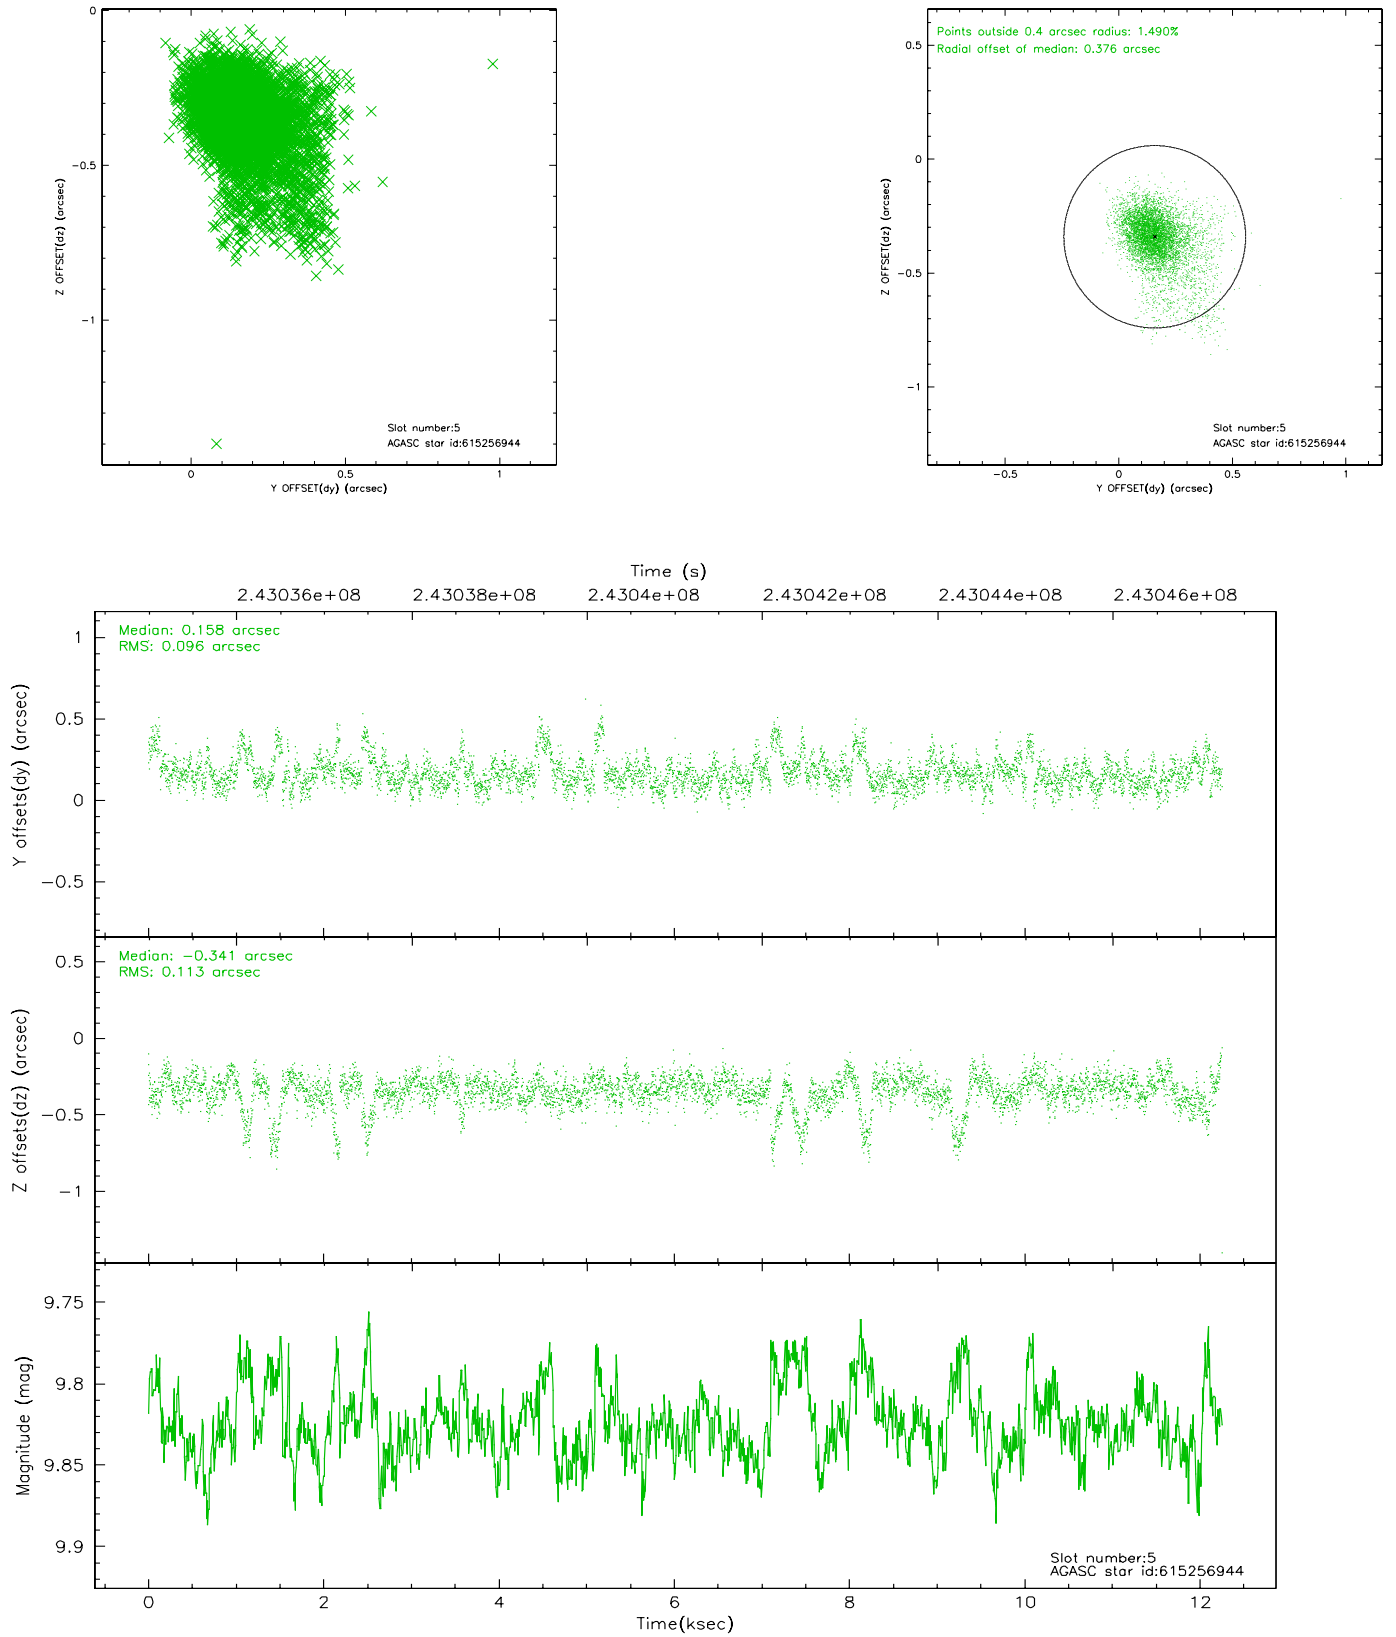 0
−0.5
−1
Z OFFSET(dz) (arcsec)
Slot number:5
AGASC star id:615256944
0 0.5 1
Y OFFSET(dy) (arcsec)
Points outside 0.4 arcsec radius: 1.490%
Radial offset of median: 0.376 arcsec
0.5
0
−0.5
−1
Z OFFSET(dz) (arcsec)
Slot number:5
AGASC star id:615256944
−0.5 0 0.5 1
Y OFFSET(dy) (arcsec)
Time (s)
2.43036e+08 2.43038e+08 2.4304e+08 2.43042e+08 2.43044e+08 2.43046e+08
Median: 0.158 arcsec
RMS: 0.096 arcsec
1
0.5
0
−0.5
Y offsets(dy) (arcsec)
Median: −0.341 arcsec
RMS: 0.113 arcsec
0.5
0
−0.5
−1
Z offsets(dz) (arcsec)
9.75
9.8
9.85
9.9
Magnitude (mag)
Slot number:5
AGASC star id:615256944
0 2 4 6 8 10 12
Time(ksec)